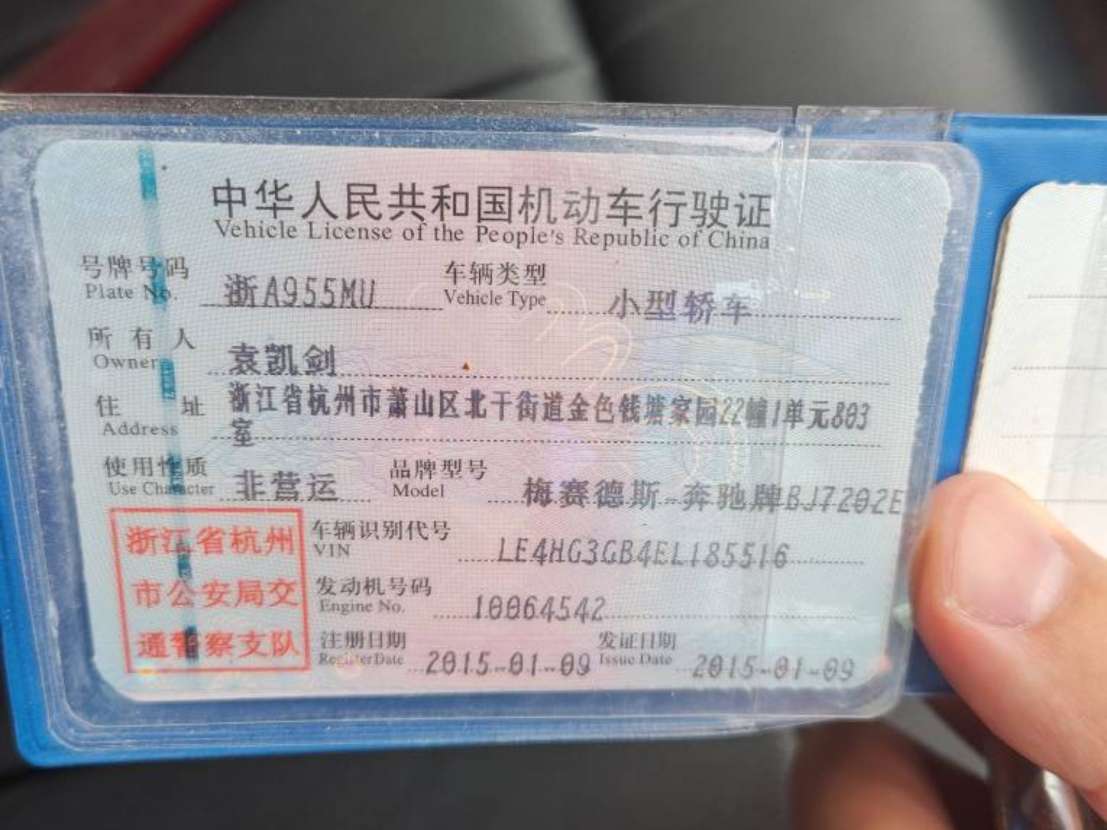 中华人民共和国机动车行驶证
Vehicle License of the People's Republic of China
号牌号码 浙A955MU 车辆类型 小型轿车
Plate No. Vehicle Type
所有人 袁凯剑
Owner
住址 浙江省杭州市萧山区北干街道金色钱塘家园22幢1单元803
Address 室
使用性质 非营运 品牌型号 梅赛德斯-奔驰牌BJ7202E
Use Character Model
浙江省杭州 车辆识别代号 LE4HG3GB4EL185516
VIN
市公安局交 发动机号码 10064542
Engine No.
通警察支队 注册日期 2015-01-09 发证日期 2015-01-09
Register Date Issue Date